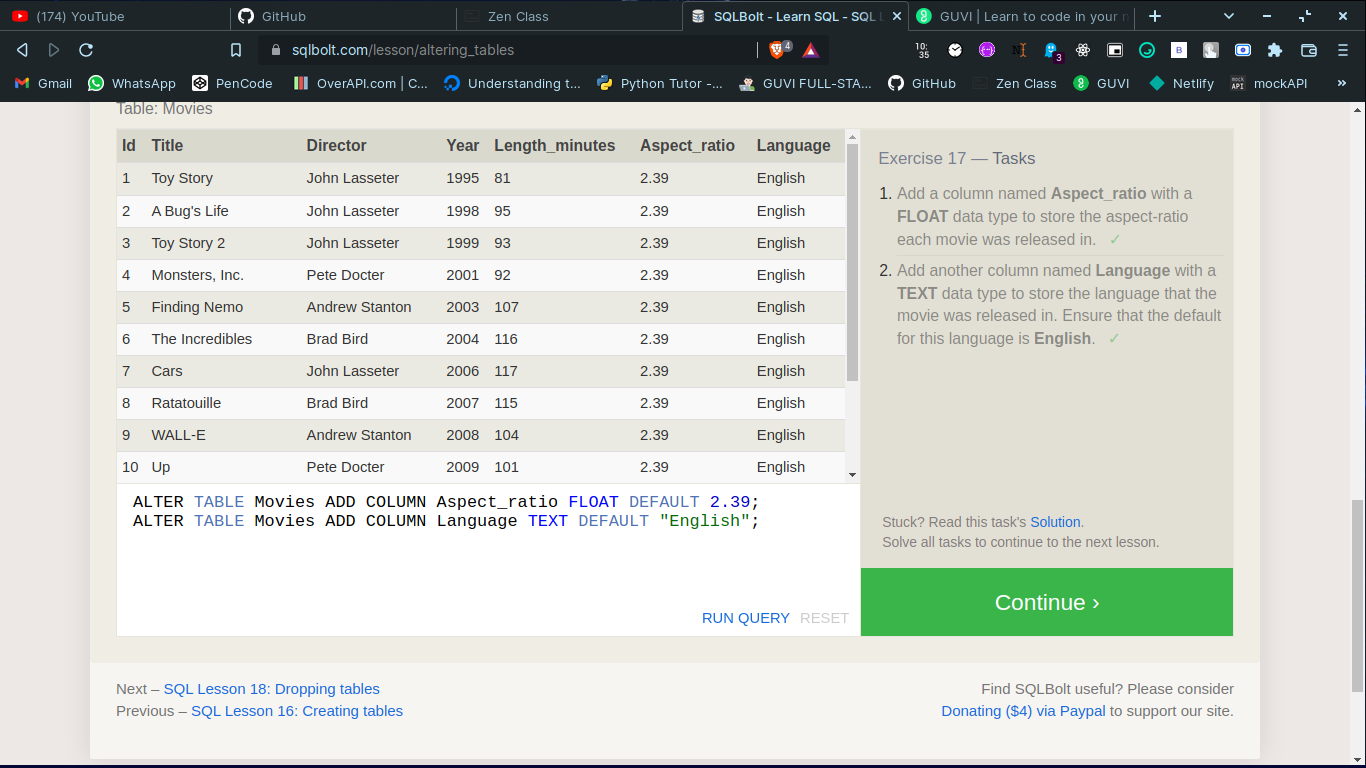 (174) YouTube
GitHub
Zen Class
SQLBolt - Learn SQL - SQL L
GUVI | Learn to code in your n
sqlbolt.com/lesson/altering_tables
4
10:
35
3
Gmail
WhatsApp
PenCode
OverAPI.com | C...
Understanding t...
Python Tutor -...
GUVI FULL-STA...
GitHub
Zen Class
GUVI
Netlify
mock
API
mockAPI
Table: Movies
Id Title Director Year Length_minutes Aspect_ratio Language
1 Toy Story John Lasseter 1995 81 2.39 English
2 A Bug's Life John Lasseter 1998 95 2.39 English
3 Toy Story 2 John Lasseter 1999 93 2.39 English
4 Monsters, Inc. Pete Docter 2001 92 2.39 English
5 Finding Nemo Andrew Stanton 2003 107 2.39 English
6 The Incredibles Brad Bird 2004 116 2.39 English
7 Cars John Lasseter 2006 117 2.39 English
8 Ratatouille Brad Bird 2007 115 2.39 English
9 WALL-E Andrew Stanton 2008 104 2.39 English
10 Up Pete Docter 2009 101 2.39 English
ALTER TABLE Movies ADD COLUMN Aspect_ratio FLOAT DEFAULT 2.39;
ALTER TABLE Movies ADD COLUMN Language TEXT DEFAULT "English";
RUN QUERY RESET
Exercise 17 — Tasks
1. Add a column named Aspect_ratio with a
FLOAT data type to store the aspect-ratio
each movie was released in. ✓
2. Add another column named Language with a
TEXT data type to store the language that the
movie was released in. Ensure that the default
for this language is English. ✓
Stuck? Read this task's Solution.
Solve all tasks to continue to the next lesson.
Continue ›
Next – SQL Lesson 18: Dropping tables
Previous – SQL Lesson 16: Creating tables
Find SQLBolt useful? Please consider
Donating ($4) via Paypal to support our site.